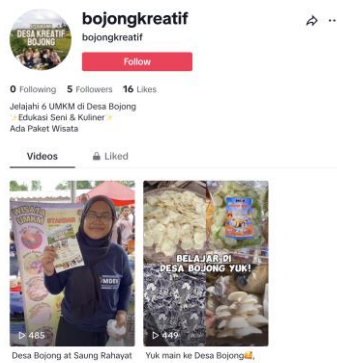 bojongkreatif
bojongkreatif
DESA KREATIF
BOJONG
Follow
0 Following 5 Followers 16 Likes
Jelajahi 6 UMKM di Desa Bojong
Edukasi Seni & Kuliner
Ada Paket Wisata
Videos
Liked
WISATA
UMKM
485
BELAJAR DI
DESA BOJONG YUK!
449
Desa Bojong at Saung Rahayat
Yuk main ke Desa Bojong